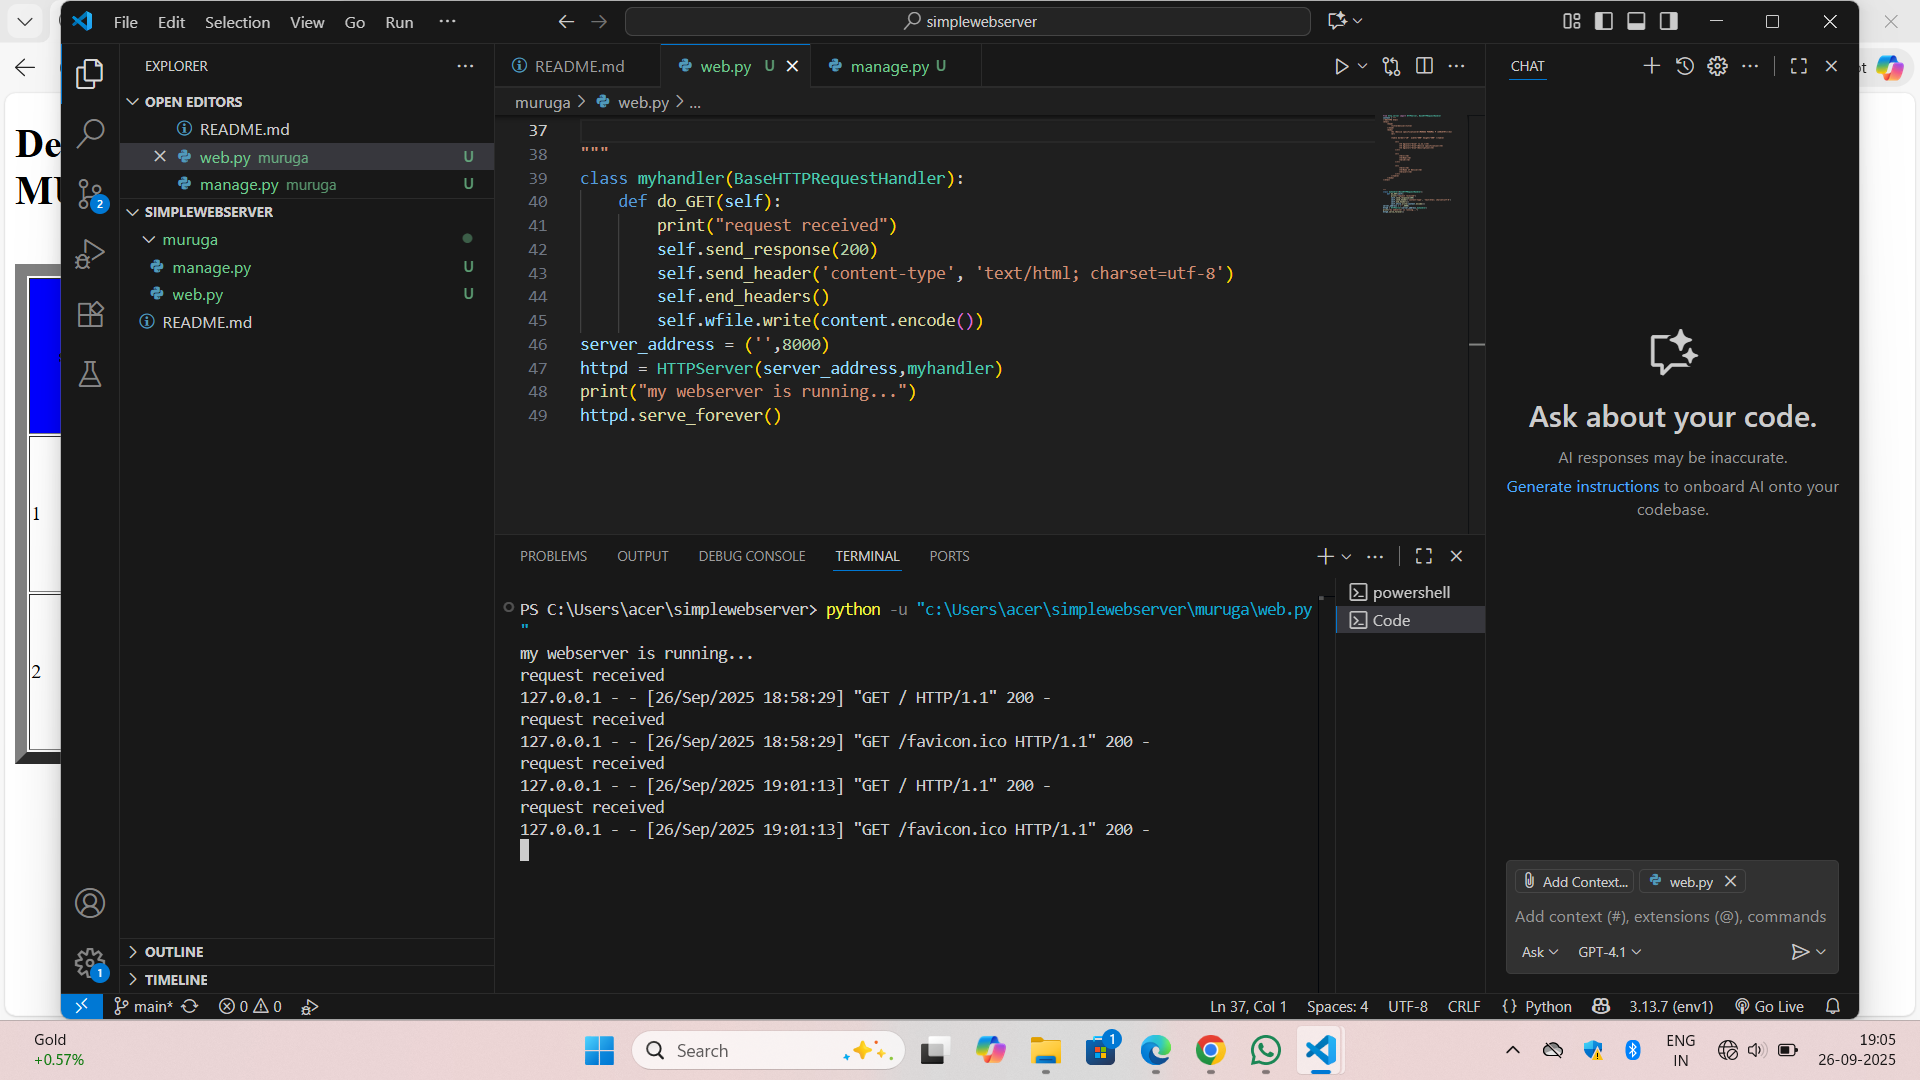 File Edit Selection View Go Run ···
simplewebserver
EXPLORER
OPEN EDITORS
README.md
web.py muruga U
manage.py muruga U
SIMPLEWEBSERVER
muruga
manage.py U
web.py U
README.md
OUTLINE
TIMELINE
2
1
README.md
web.py U
manage.py U
muruga > web.py > ...
37
38 """
39 class myhandler(BaseHTTPRequestHandler):
40 def do_GET(self):
41 print("request received")
42 self.send_response(200)
43 self.send_header('content-type', 'text/html; charset=utf-8')
44 self.end_headers()
45 self.wfile.write(content.encode())
46 server_address = ('',8000)
47 httpd = HTTPServer(server_address,myhandler)
48 print("my webserver is running...")
49 httpd.serve_forever()
PROBLEMS OUTPUT DEBUG CONSOLE TERMINAL PORTS
PS C:\Users\acer\simplewebserver> python -u "c:\Users\acer\simplewebserver\muruga\web.py
"
my webserver is running...
request received
127.0.0.1 - - [26/Sep/2025 18:58:29] "GET / HTTP/1.1" 200 -
request received
127.0.0.1 - - [26/Sep/2025 18:58:29] "GET /favicon.ico HTTP/1.1" 200 -
request received
127.0.0.1 - - [26/Sep/2025 19:01:13] "GET / HTTP/1.1" 200 -
request received
127.0.0.1 - - [26/Sep/2025 19:01:13] "GET /favicon.ico HTTP/1.1" 200 -
powershell
Code
CHAT
Ask about your code.
AI responses may be inaccurate.
Generate instructions to onboard AI onto your
codebase.
Add Context... web.py
Add context (#), extensions (@), commands
Ask GPT-4.1
main* 0 0
Ln 37, Col 1 Spaces: 4 UTF-8 CRLF {} Python 3.13.7 (env1) Go Live
De
MU
1
2
ot
Gold
+0.57%
Search
1
ENG
IN
19:05
26-09-2025